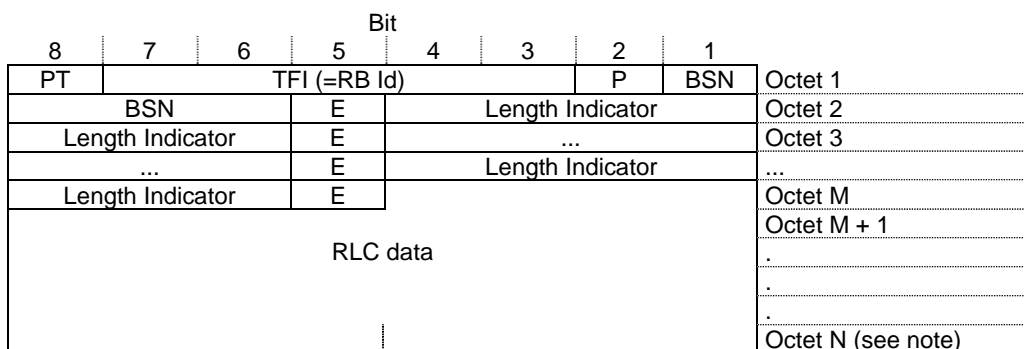 Bit
8 7 6 5 4 3 2 1
PT TFI (=RB Id) P BSN Octet 1
BSN E Length Indicator Octet 2
Length Indicator E ... Octet 3
... E Length Indicator ...
Length Indicator E Octet M
Octet M + 1
RLC data .
.
.
Octet N (see note)